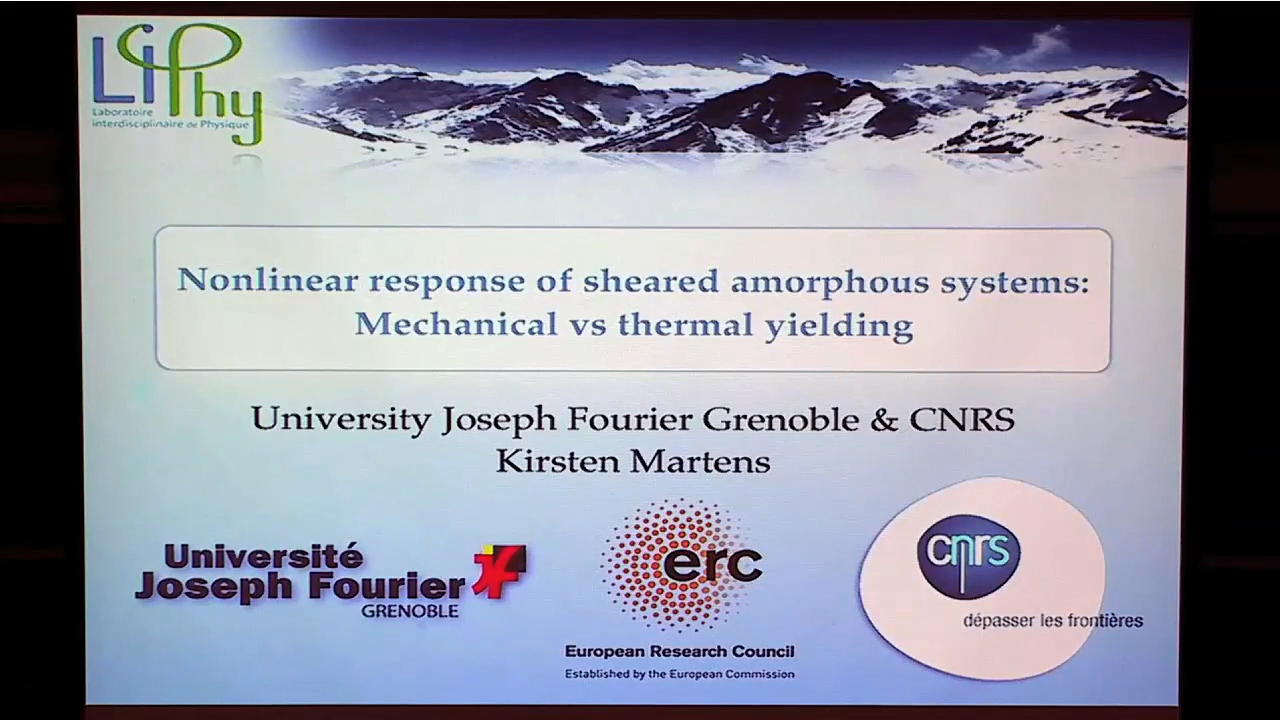 LiPhy
Laboratoire
interdisciplinaire de Physique
Nonlinear response of sheared amorphous systems:
Mechanical vs thermal yielding
University Joseph Fourier Grenoble & CNRS
Kirsten Martens
Université
Joseph Fourier
GRENOBLE
erc
European Research Council
Established by the European Commission
cnrs
dépasser les frontières